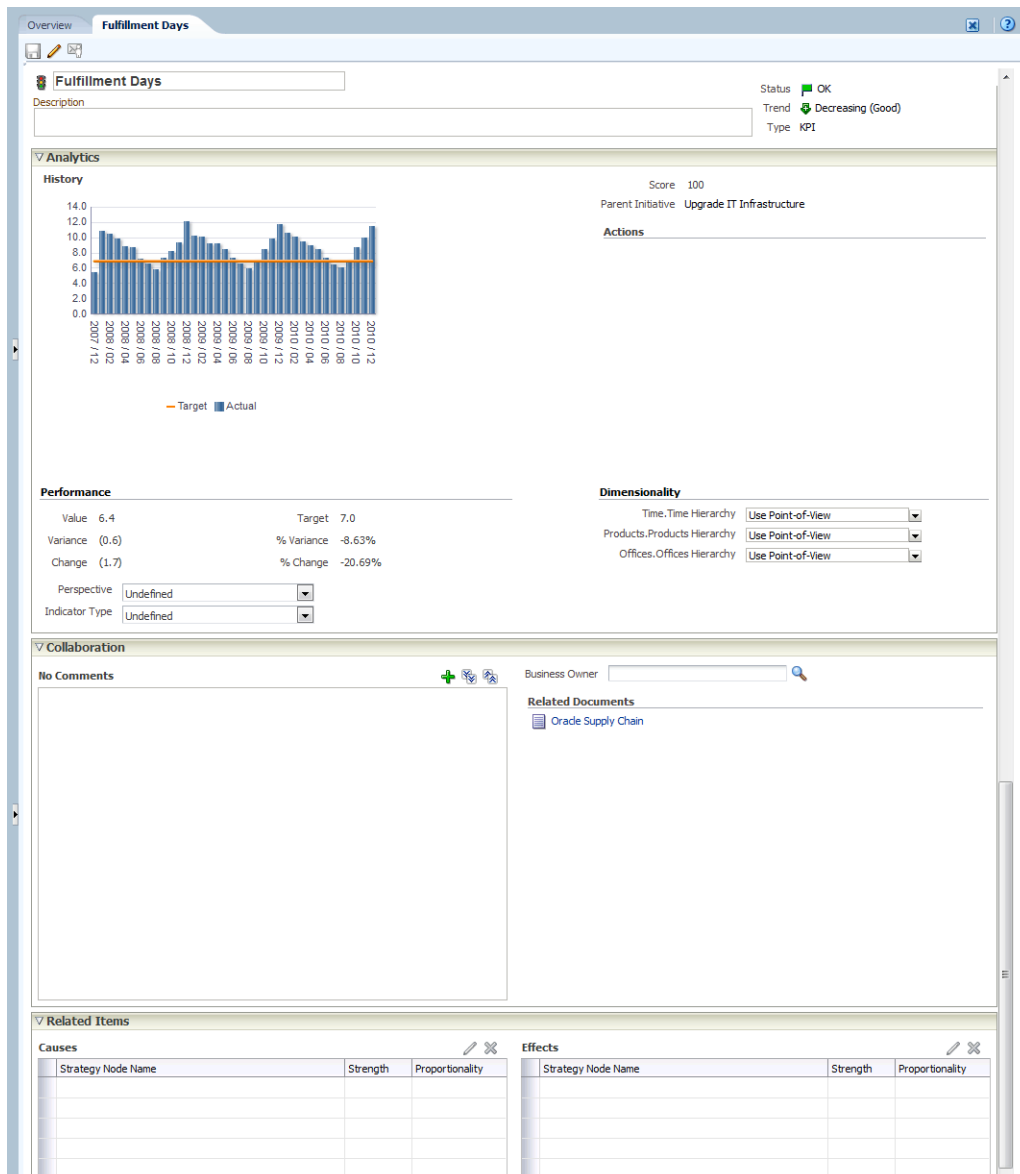 Overview Fulfillment Days
Fulfillment Days
Description
Status OK
Trend Decreasing (Good)
Type KPI
Analytics
History
14.0
12.0
10.0
8.0
6.0
4.0
2.0
0.0
2007 / 12
2008 / 02
2008 / 04
2008 / 06
2008 / 08
2008 / 10
2008 / 12
2009 / 02
2009 / 04
2009 / 06
2009 / 08
2009 / 10
2009 / 12
2010 / 02
2010 / 04
2010 / 06
2010 / 08
2010 / 10
2010 / 12
Target Actual
Score 100
Parent Initiative Upgrade IT Infrastructure
Actions
Performance
Value 6.4 Target 7.0
Variance (0.6) % Variance -8.63%
Change (1.7) % Change -20.69%
Perspective Undefined
Indicator Type Undefined
Dimensionality
Time.Time Hierarchy Use Point-of-View
Products.Products Hierarchy Use Point-of-View
Offices.Offices Hierarchy Use Point-of-View
Collaboration
No Comments
Business Owner
Related Documents
Oracle Supply Chain
Related Items
Causes
Strategy Node Name Strength Proportionality
Effects
Strategy Node Name Strength Proportionality